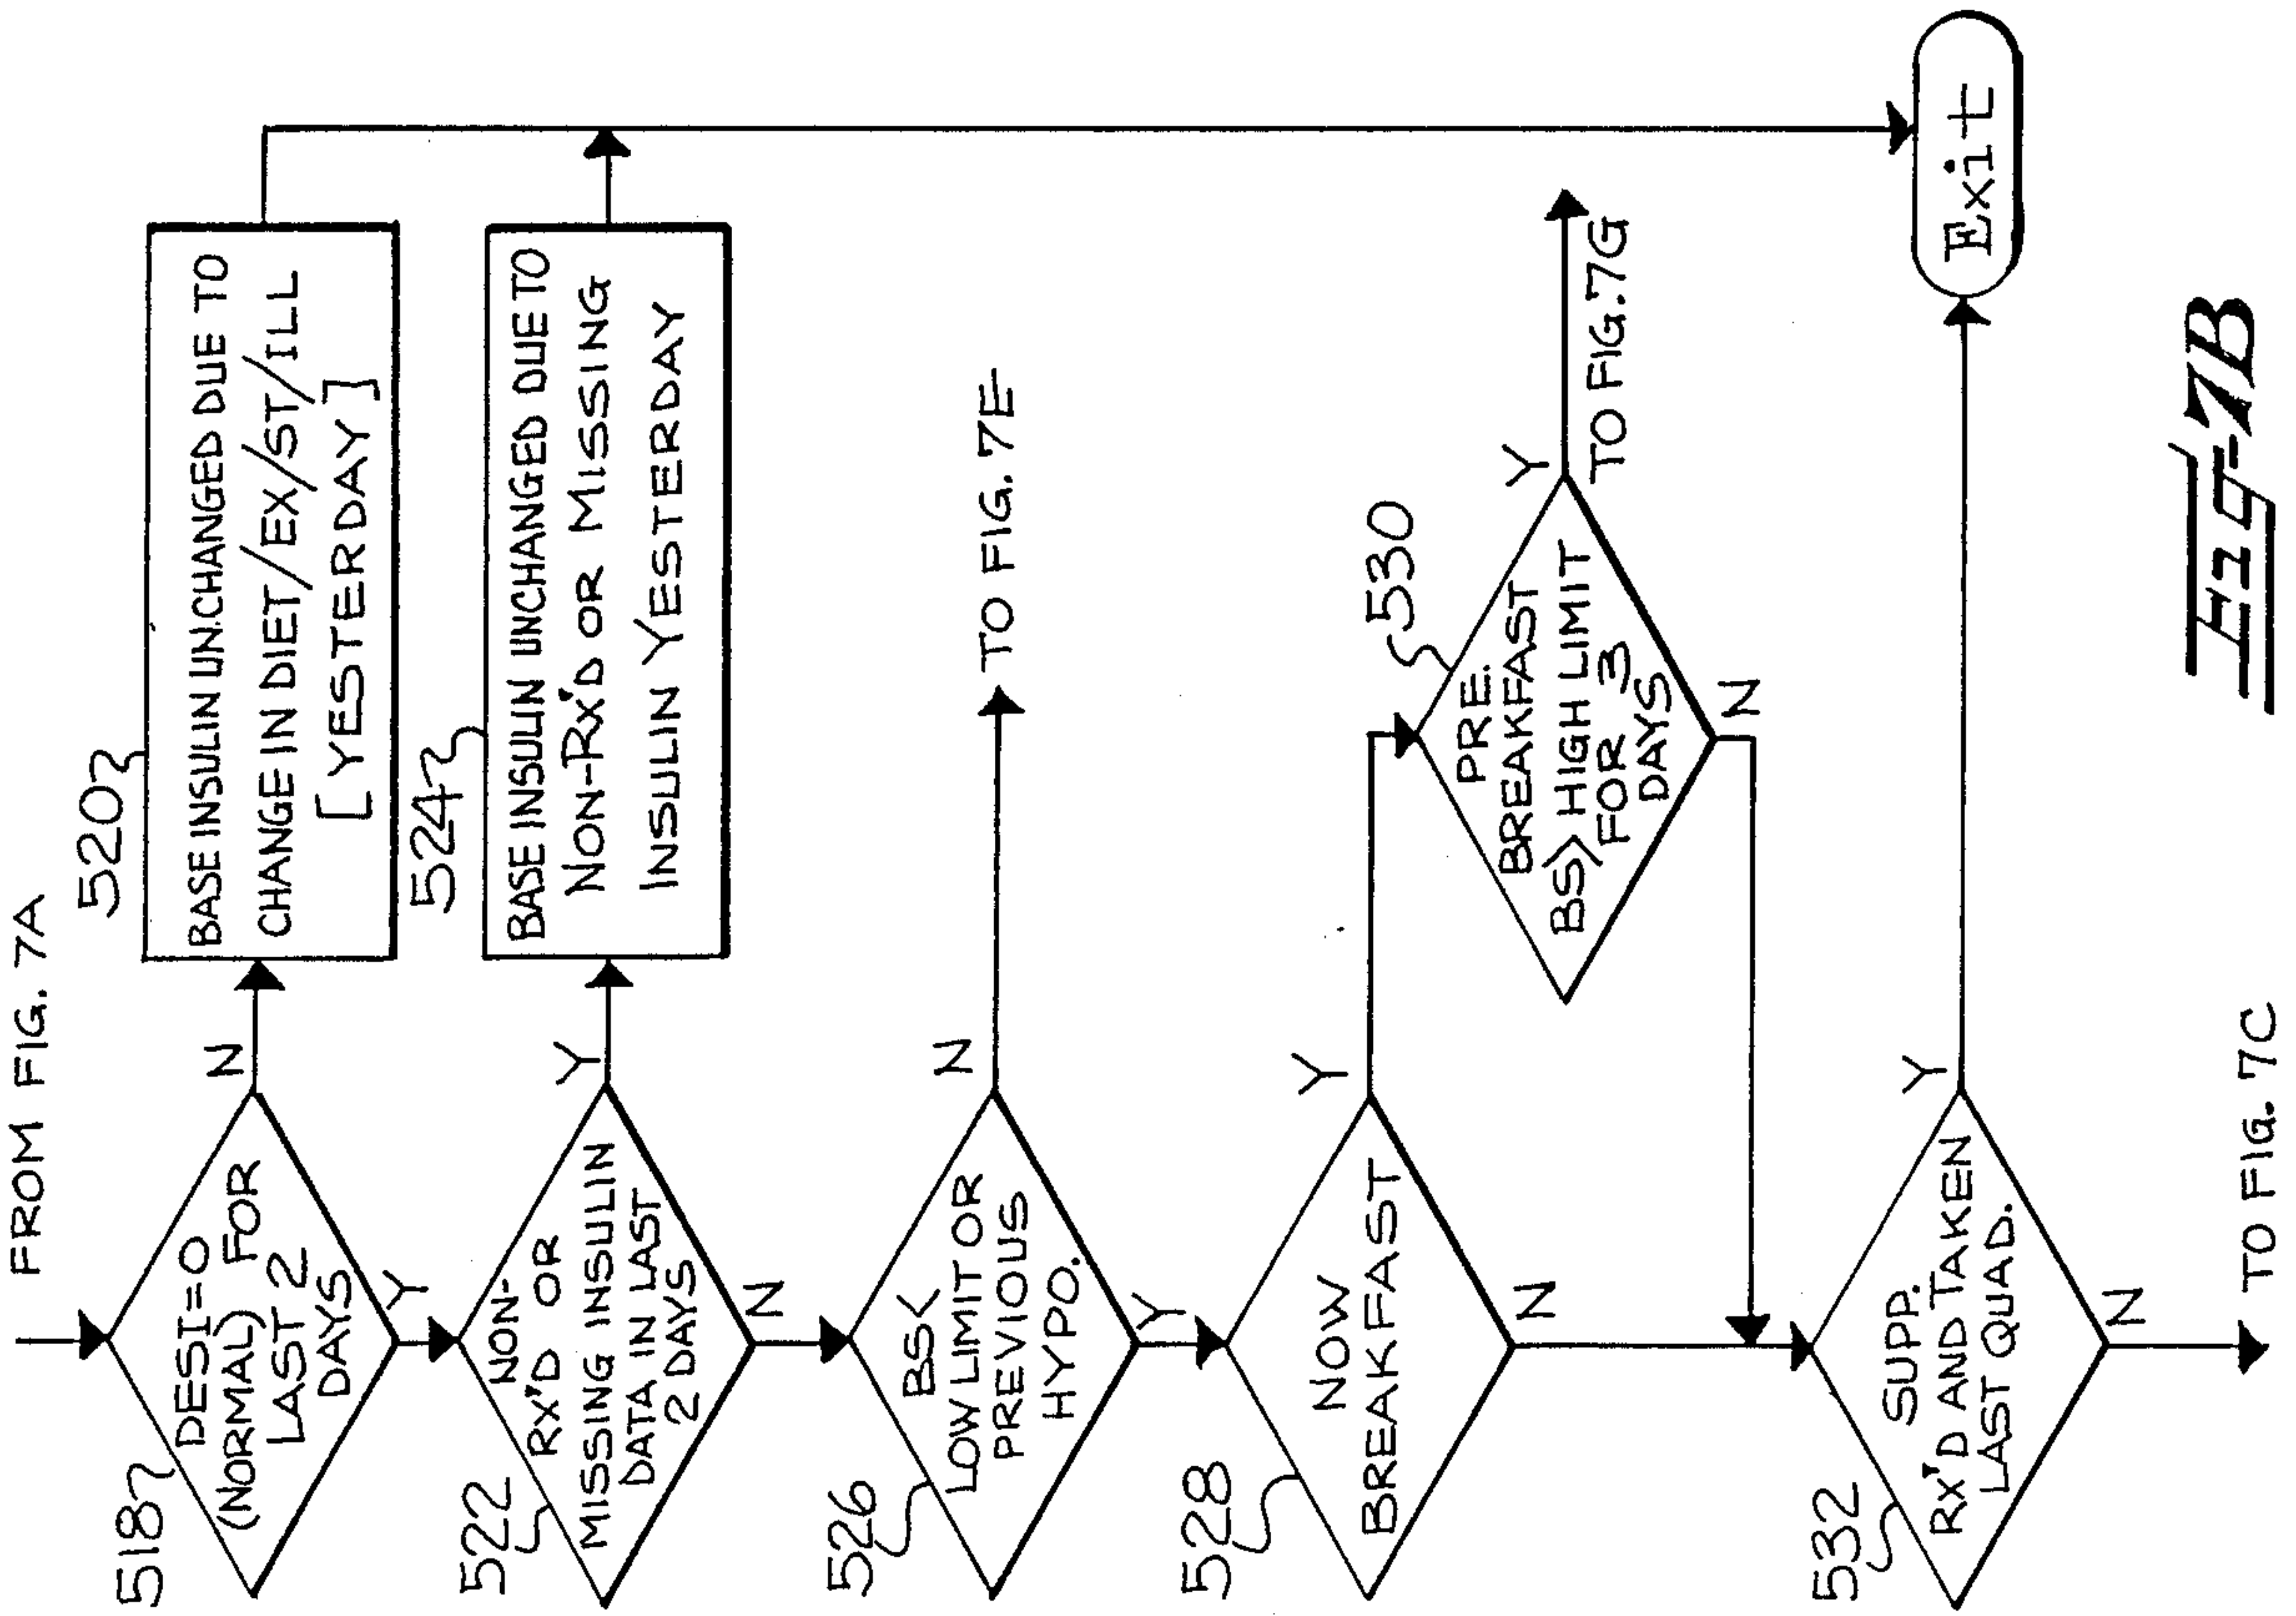 FROM FIG. 7A
518
DESI=O
(NORMAL) FOR
LAST 2
DAYS
N
Y
520
BASE INSULIN UNCHANGED DUE TO
CHANGE IN DIET/EX/ST/ILL
[YESTERDAY]
522
NON-
RX'D OR
MISSING INSULIN
DATA IN LAST
2 DAYS
Y
N
524
BASE INSULIN UNCHANGED DUE TO
NON-RX'D OR MISSING
INSULIN YESTERDAY
526
BS<
LOW LIMIT OR
PREVIOUS
HYPO.
N
Y
TO FIG. 7E
528
NOW
BREAKFAST
Y
N
530
PRE.
BREAKFAST
BS> HIGH LIMIT
FOR 3
DAYS
Y
N
TO FIG. 7G
532
SUPP.
RX'D AND TAKEN
LAST QUAD.
Y
N
Exit
TO FIG. 7C
Fig-7B